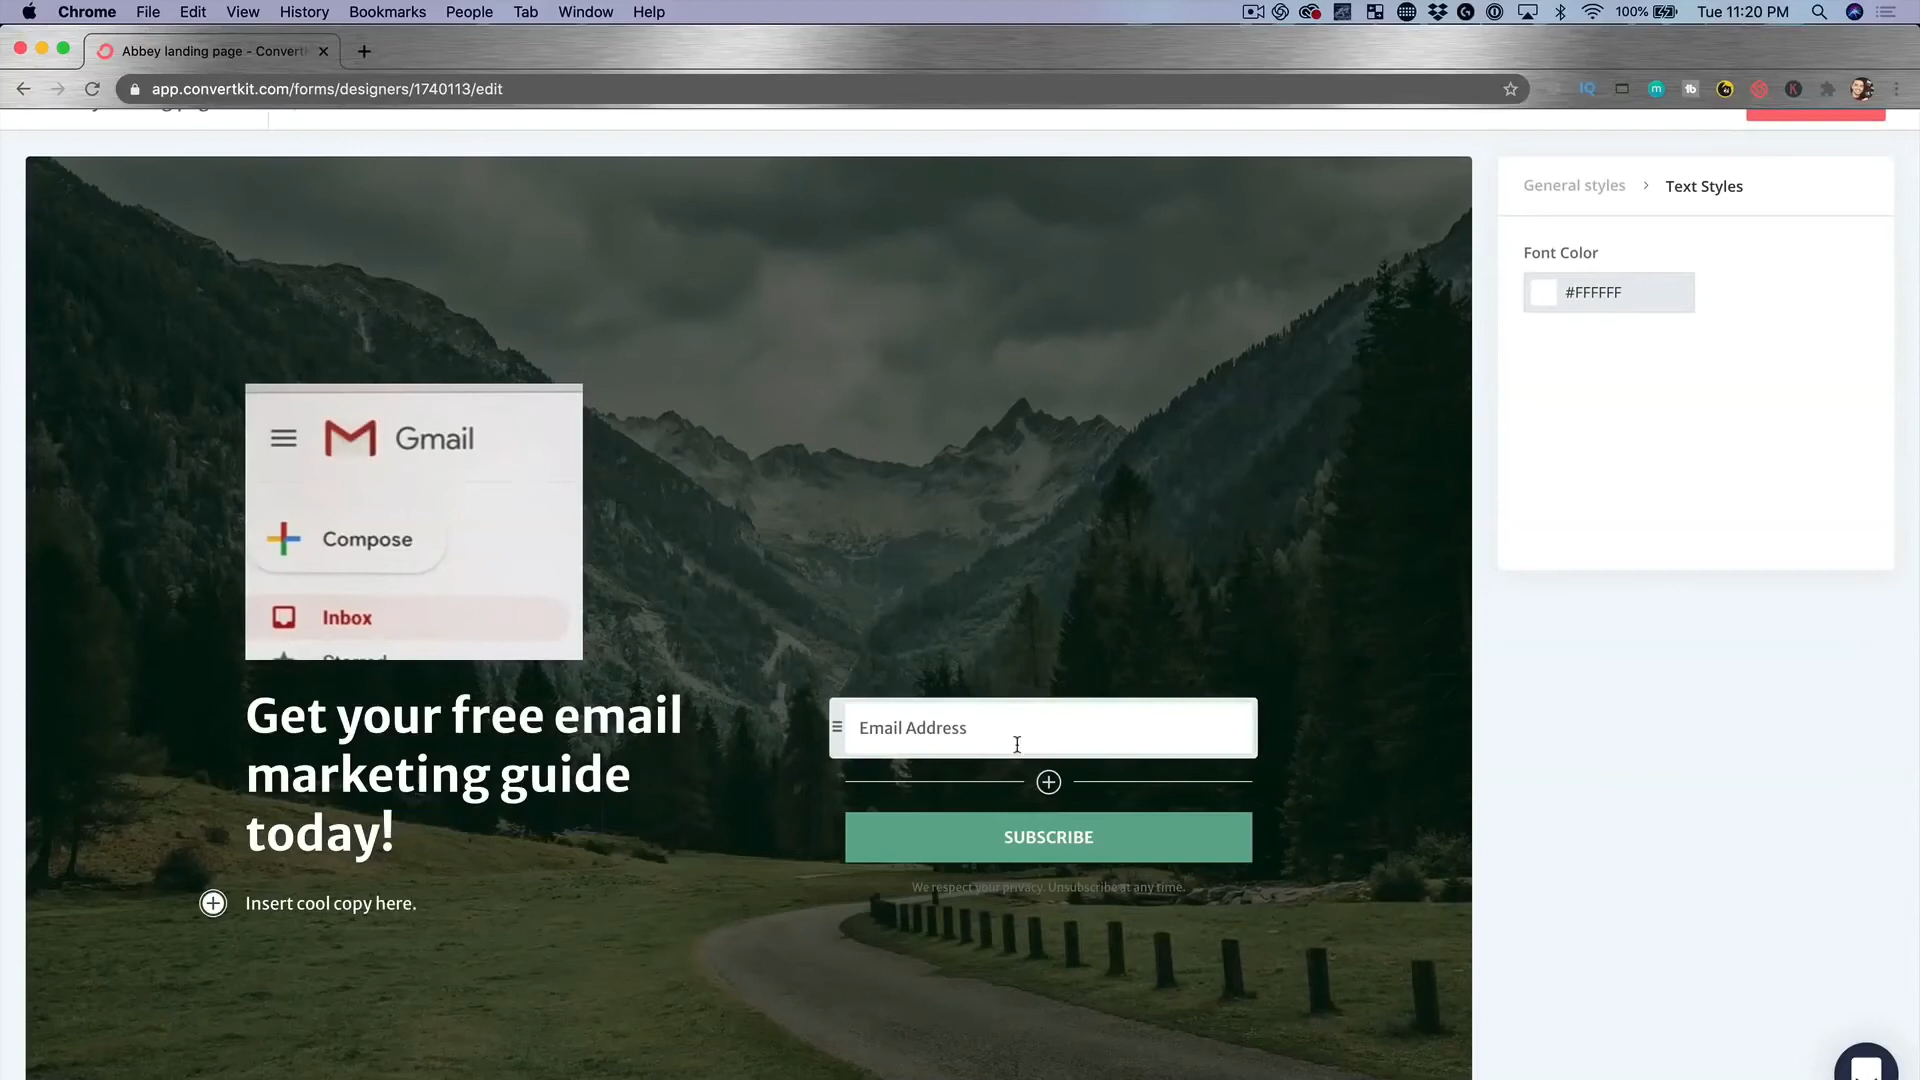 Chrome File Edit View History Bookmarks People Tab Window Help
100% Tue 11:20 PM
Abbey landing page - Convert
app.convertkit.com/forms/designers/1740113/edit
General styles > Text Styles
Font Color
#FFFFFF
Gmail
Compose
Inbox
Get your free email
marketing guide
today!
Insert cool copy here.
Email Address
SUBSCRIBE
We respect your privacy. Unsubscribe at any time.